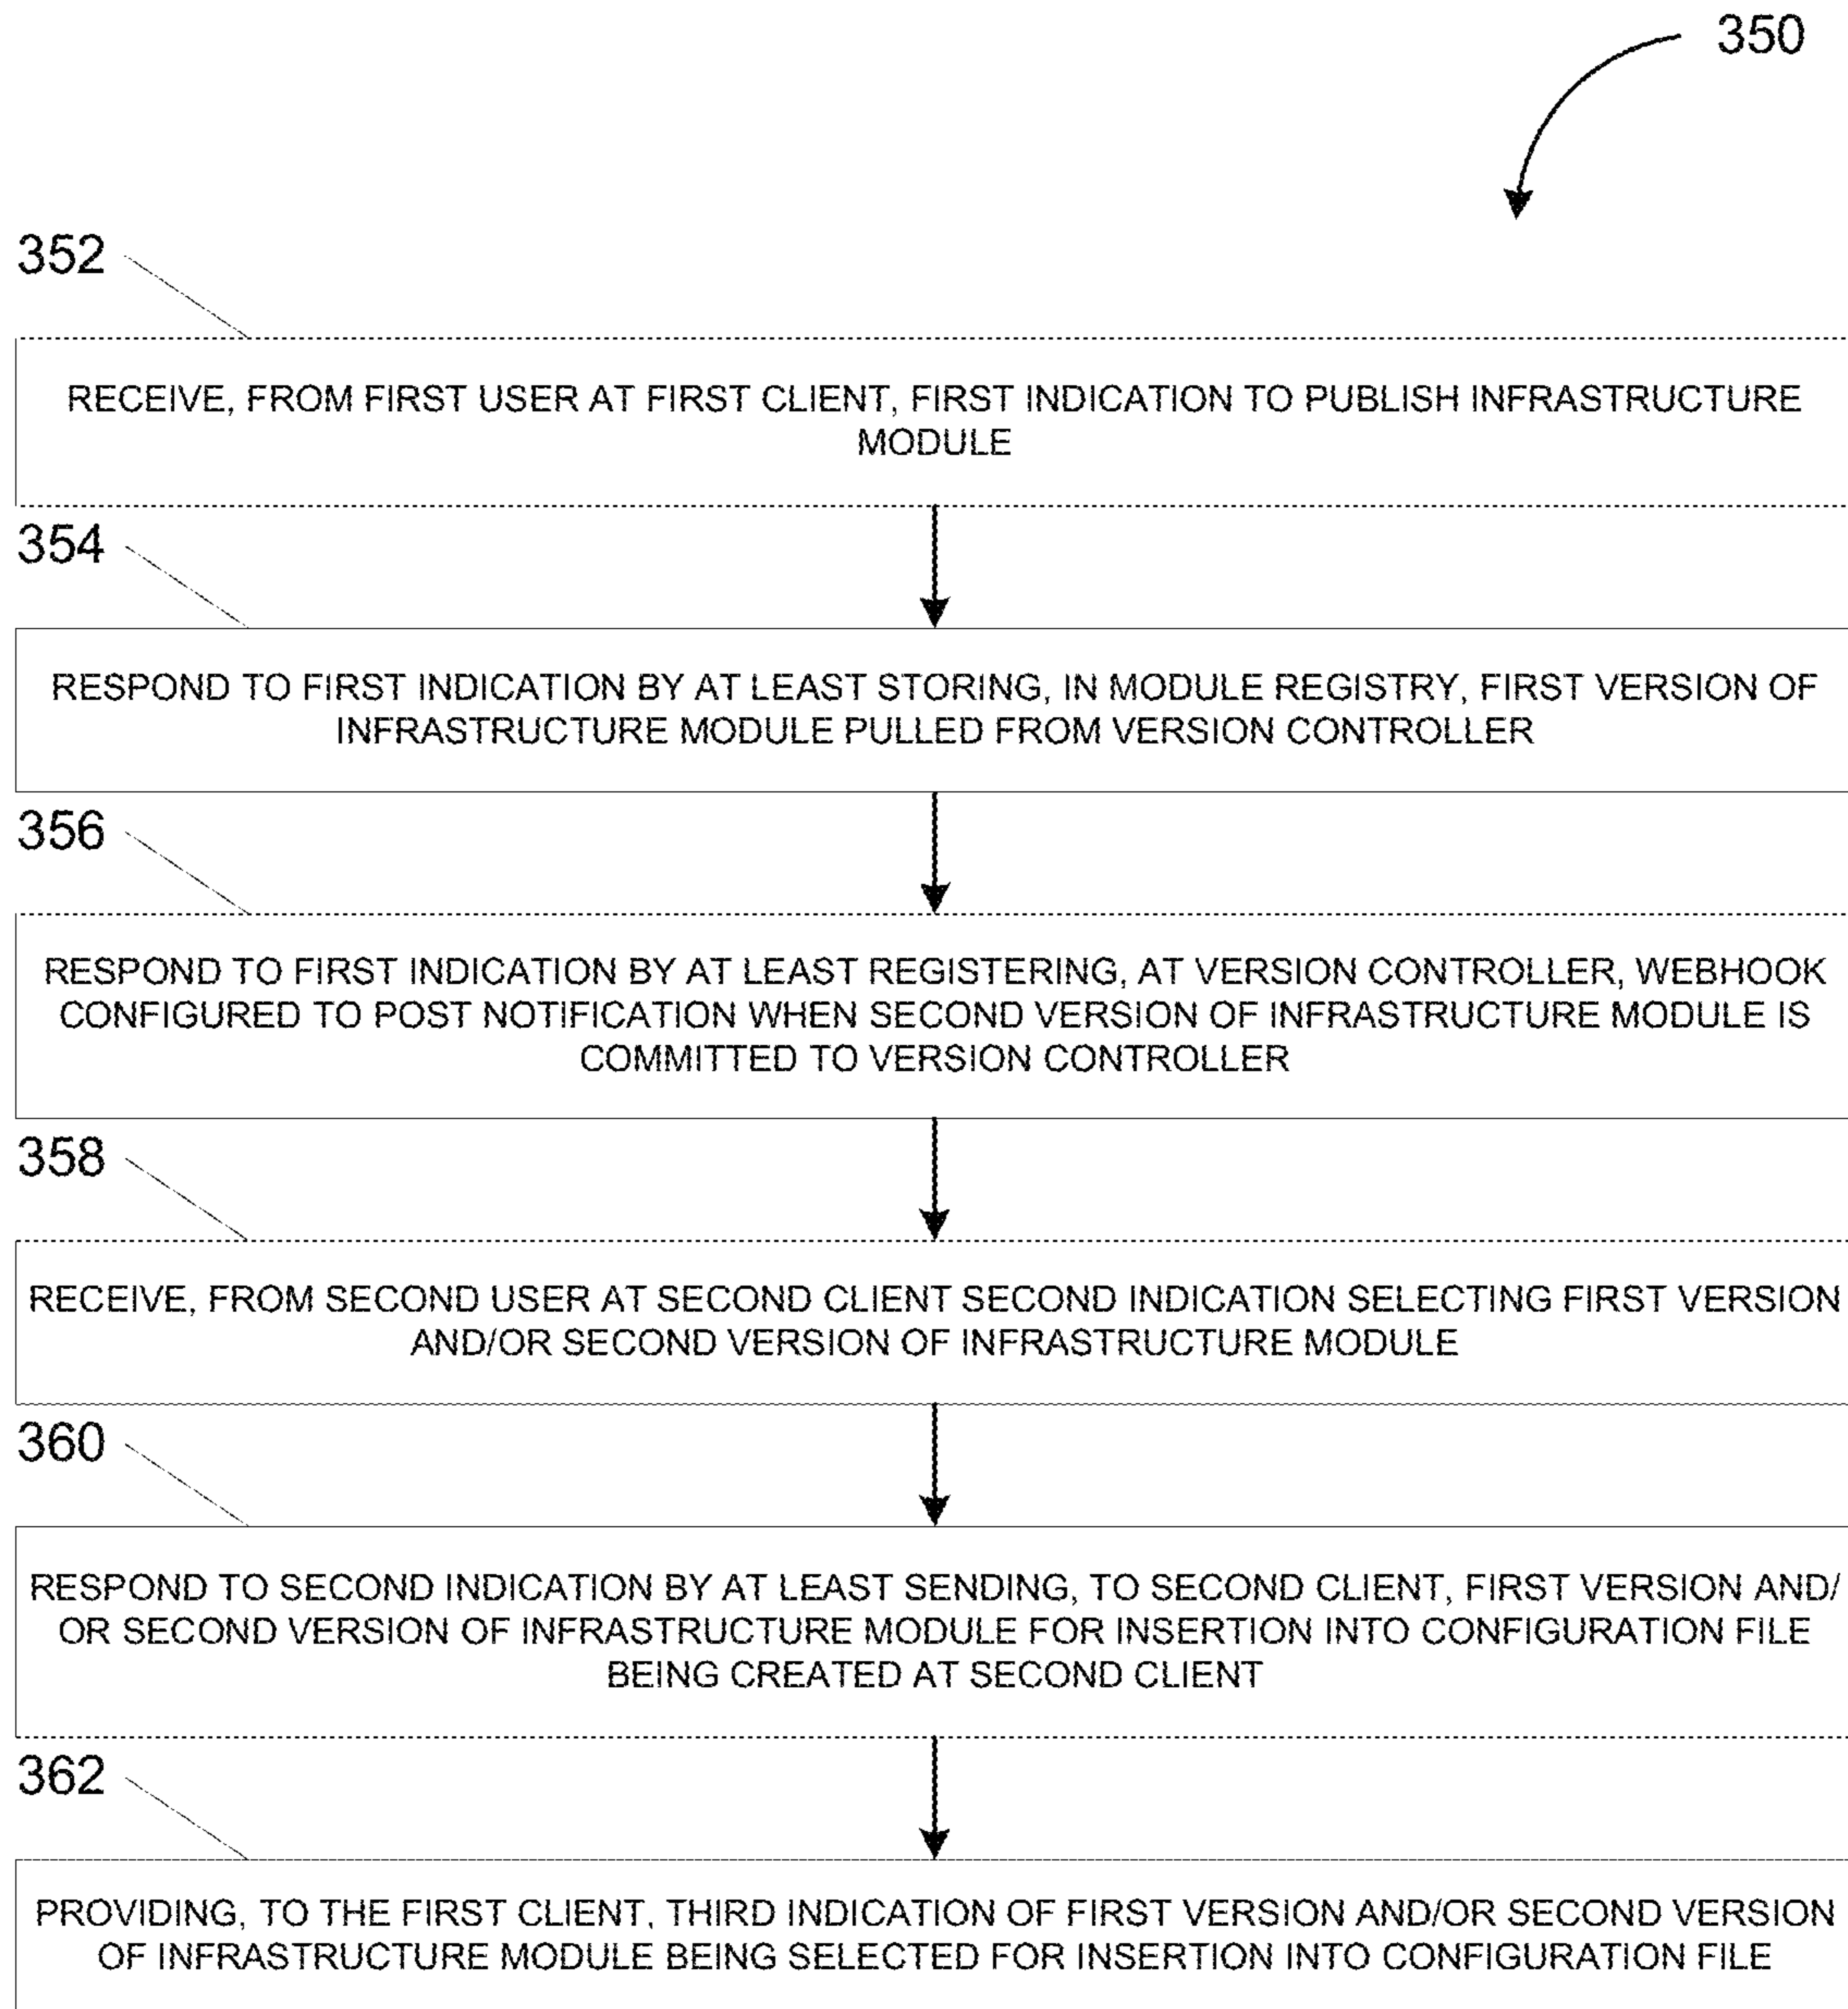 350
352
RECEIVE, FROM FIRST USER AT FIRST CLIENT, FIRST INDICATION TO PUBLISH INFRASTRUCTURE
MODULE
354
RESPOND TO FIRST INDICATION BY AT LEAST STORING, IN MODULE REGISTRY, FIRST VERSION OF
INFRASTRUCTURE MODULE PULLED FROM VERSION CONTROLLER
356
RESPOND TO FIRST INDICATION BY AT LEAST REGISTERING, AT VERSION CONTROLLER, WEBHOOK
CONFIGURED TO POST NOTIFICATION WHEN SECOND VERSION OF INFRASTRUCTURE MODULE IS
COMMITTED TO VERSION CONTROLLER
358
RECEIVE, FROM SECOND USER AT SECOND CLIENT SECOND INDICATION SELECTING FIRST VERSION
AND/OR SECOND VERSION OF INFRASTRUCTURE MODULE
360
RESPOND TO SECOND INDICATION BY AT LEAST SENDING, TO SECOND CLIENT, FIRST VERSION AND/
OR SECOND VERSION OF INFRASTRUCTURE MODULE FOR INSERTION INTO CONFIGURATION FILE
BEING CREATED AT SECOND CLIENT
362
PROVIDING, TO THE FIRST CLIENT, THIRD INDICATION OF FIRST VERSION AND/OR SECOND VERSION
OF INFRASTRUCTURE MODULE BEING SELECTED FOR INSERTION INTO CONFIGURATION FILE